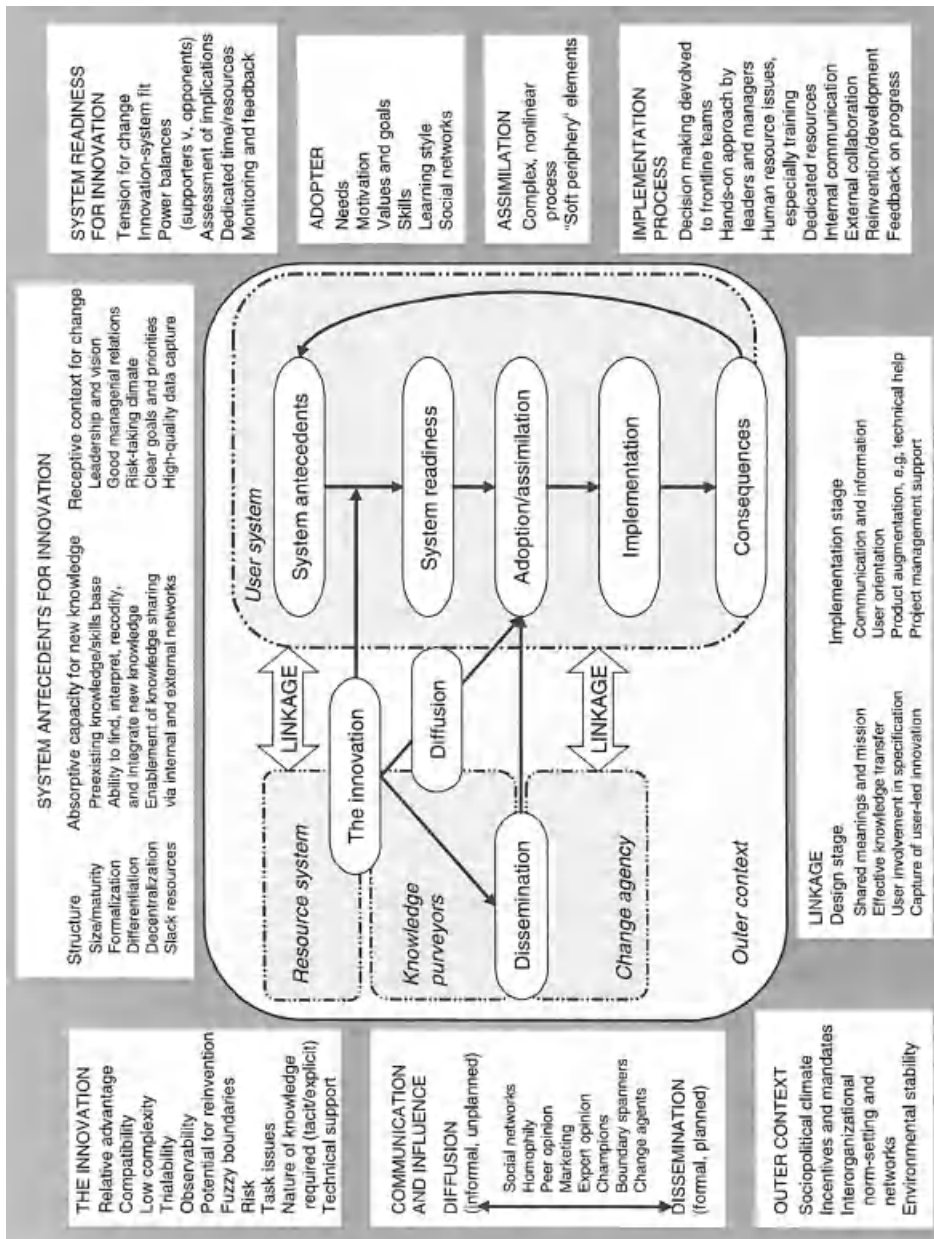 THE INNOVATION
Relative advantage
Compatibility
Low complexity
Trialability
Observability
Potential for reinvention
Fuzzy boundaries
Risk
Task issues
Nature of knowledge
required (tacit/explicit)
Technical support
COMMUNICATION
AND INFLUENCE
DIFFUSION
(informal, unplanned)
Social networks
Homophily
Peer opinion
Marketing
Export opinion
Champions
Boundary spanners
Change agents
DISSEMINATION
(formal, planned)
OUTER CONTEXT
Sociopolitical climate
Incentives and mandates
Interorganizational
norm-setting and
networks
Environmental stability
SYSTEM ANTECEDENTS FOR INNOVATION
Structure
Size/maturity
Formalization
Differentiation
Decentralization
Slack resources
Absorptive capacity for new knowledge
Preexisting knowledge/skills base
Ability to find, interpret, recodify,
and integrate new knowledge
Enablement of knowledge sharing
via internal and external networks
Receptive context for change
Leadership and vision
Good managerial relations
Risk-taking climate
Clear goals and priorities
High-quality data capture
Resource system
Knowledge
purveyors
Change agency
Outer context
The innovation
Diffusion
Dissemination
LINKAGE
LINKAGE
User system
System antecedents
System readiness
Adoption/assimilation
Implementation
Consequences
LINKAGE
Design stage
Shared meanings and mission
Effective knowledge transfer
User involvement in specification
Capture of user-led innovation
Implementation stage
Communication and information
User orientation
Product augmentation, e.g, technical help
Project management support
SYSTEM READINESS
FOR INNOVATION
Tension for change
Innovation-system fit
Power balances
(supporters v. opponents)
Assessment of implications
Dedicated time/resources
Monitoring and feedback
ADOPTER
Needs
Motivation
Values and goals
Skills
Learning style
Social networks
ASSIMILATION
Complex, nonlinear
process
"Soft periphery" elements
IMPLEMENTATION
PROCESS
Decision making devolved
to frontline teams
Hands-on approach by
leaders and managers
Human resource issues,
especially training
Dedicated resources
Internal communication
External collaboration
Reinvention/development
Feedback on progress